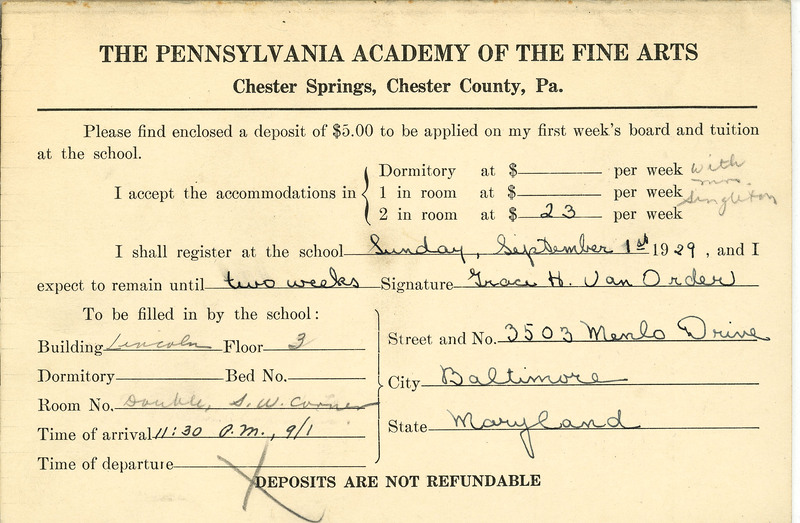 THE PENNSYLVANIA ACADEMY OF THE FINE ARTS
Chester Springs, Chester County, Pa.
Please find enclosed a deposit of $5.00 to be applied on my first week's board and tuition
at the school.
Dormitory at $ per week with
I accept the accommodations in 1 in room at $ per week mrs.
2 in room at $ 23 per week Singleton
I shall register at the school Sunday, September 1st 1929, and I
expect to remain until two weeks Signature Grace H. Van Order
To be filled in by the school:
Building Lincoln Floor 3
Dormitory Bed No.
Room No. Double, S.W. Corner
Time of arrival 11:30 P.M., 9/1
Time of departure
Street and No. 3503 Menlo Drive
City Baltimore
State Maryland
DEPOSITS ARE NOT REFUNDABLE